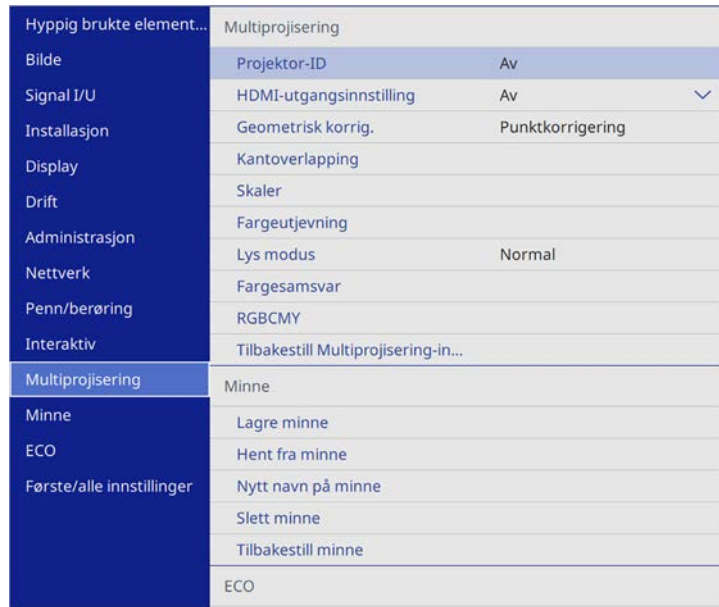 Hyppig brukte element...
Bilde
Signal I/U
Installasjon
Display
Drift
Administrasjon
Nettverk
Penn/berøring
Interaktiv
Multiprojisering
Minne
ECO
Første/alle innstillinger
Multiprojisering
Projektor-ID Av
HDMI-utgangsinnstilling Av
Geometrisk korrig. Punktkorrigering
Kantoverlapping
Skaler
Fargeutjevning
Lys modus Normal
Fargesamsvar
RGBCMY
Tilbakestill Multiprojisering-in...
Minne
Lagre minne
Hent fra minne
Nytt navn på minne
Slett minne
Tilbakestill minne
ECO